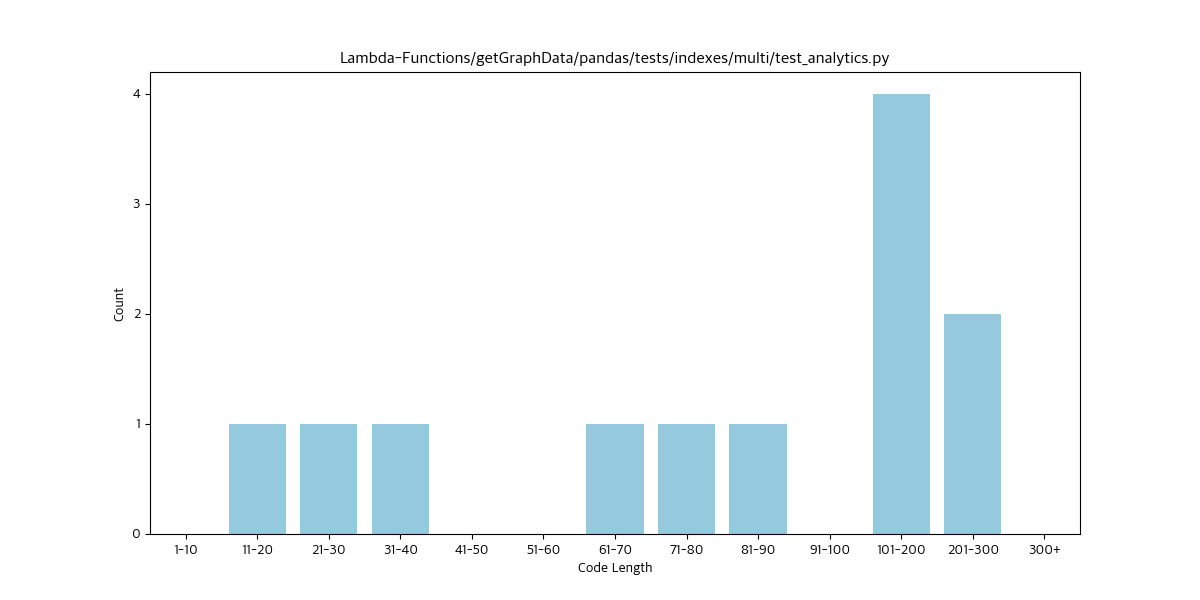 Lambda-Functions/getGraphData/pandas/tests/indexes/multi/test_analytics.py
4
3
2
1
0
Count
1-10 11-20 21-30 31-40 41-50 51-60 61-70 71-80 81-90 91-100 101-200 201-300 300+
Code Length